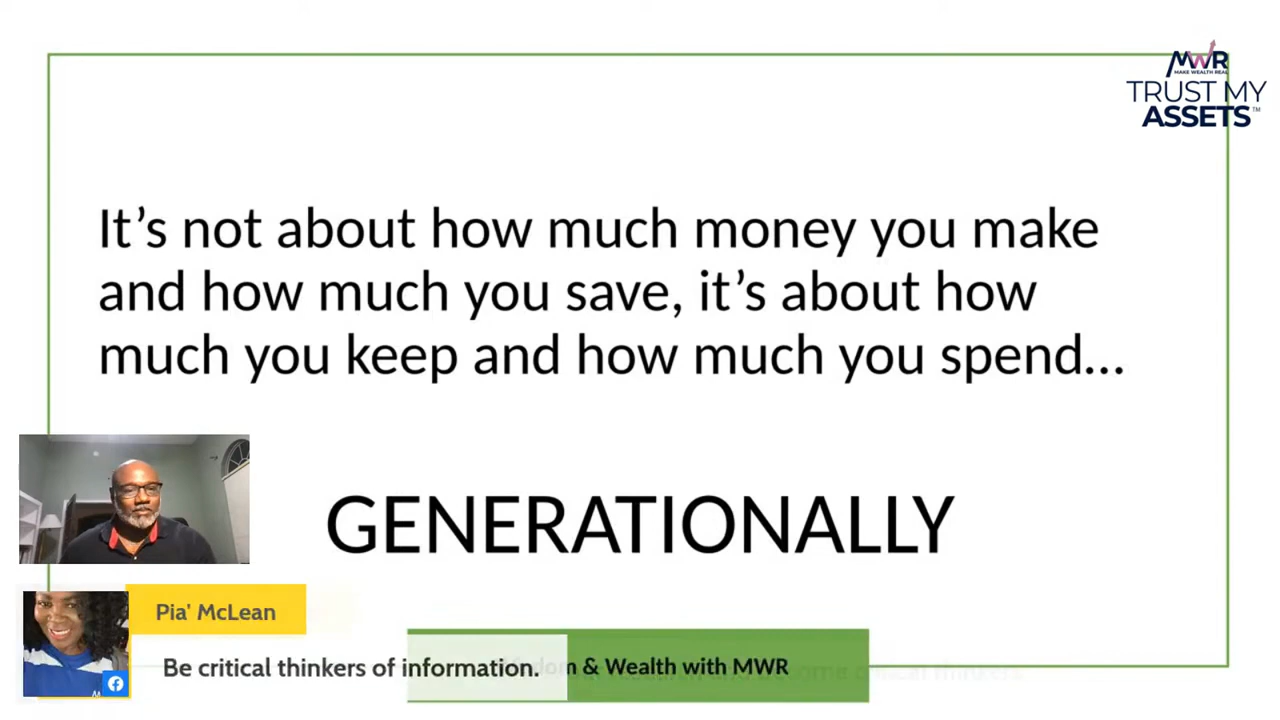 MWR
MAKE WEALTH REAL
TRUST MY
ASSETS™
It’s not about how much money you make
and how much you save, it’s about how
much you keep and how much you spend…
GENERATIONALLY
Pia' McLean
Be critical thinkers of information.
& Wealth with MWR